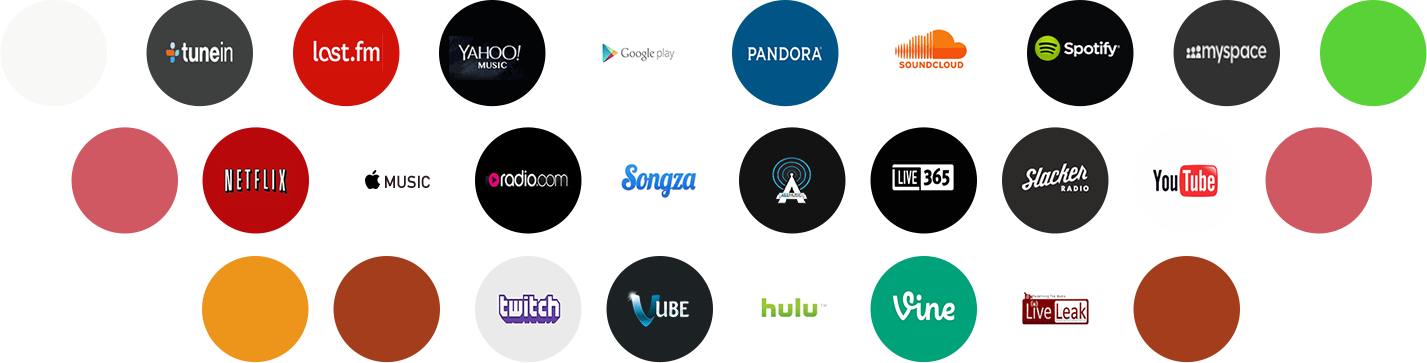 tunein
last.fm
YAHOO!
MUSIC
Google play
PANDORA
SOUNDCLOUD
Spotify
myspace
NETFLIX
MUSIC
radio.com
Songza
A
LIVE 365
Slacker
RADIO
YouTube
twitch
VUBE
hulu
Vine
LiveLeak